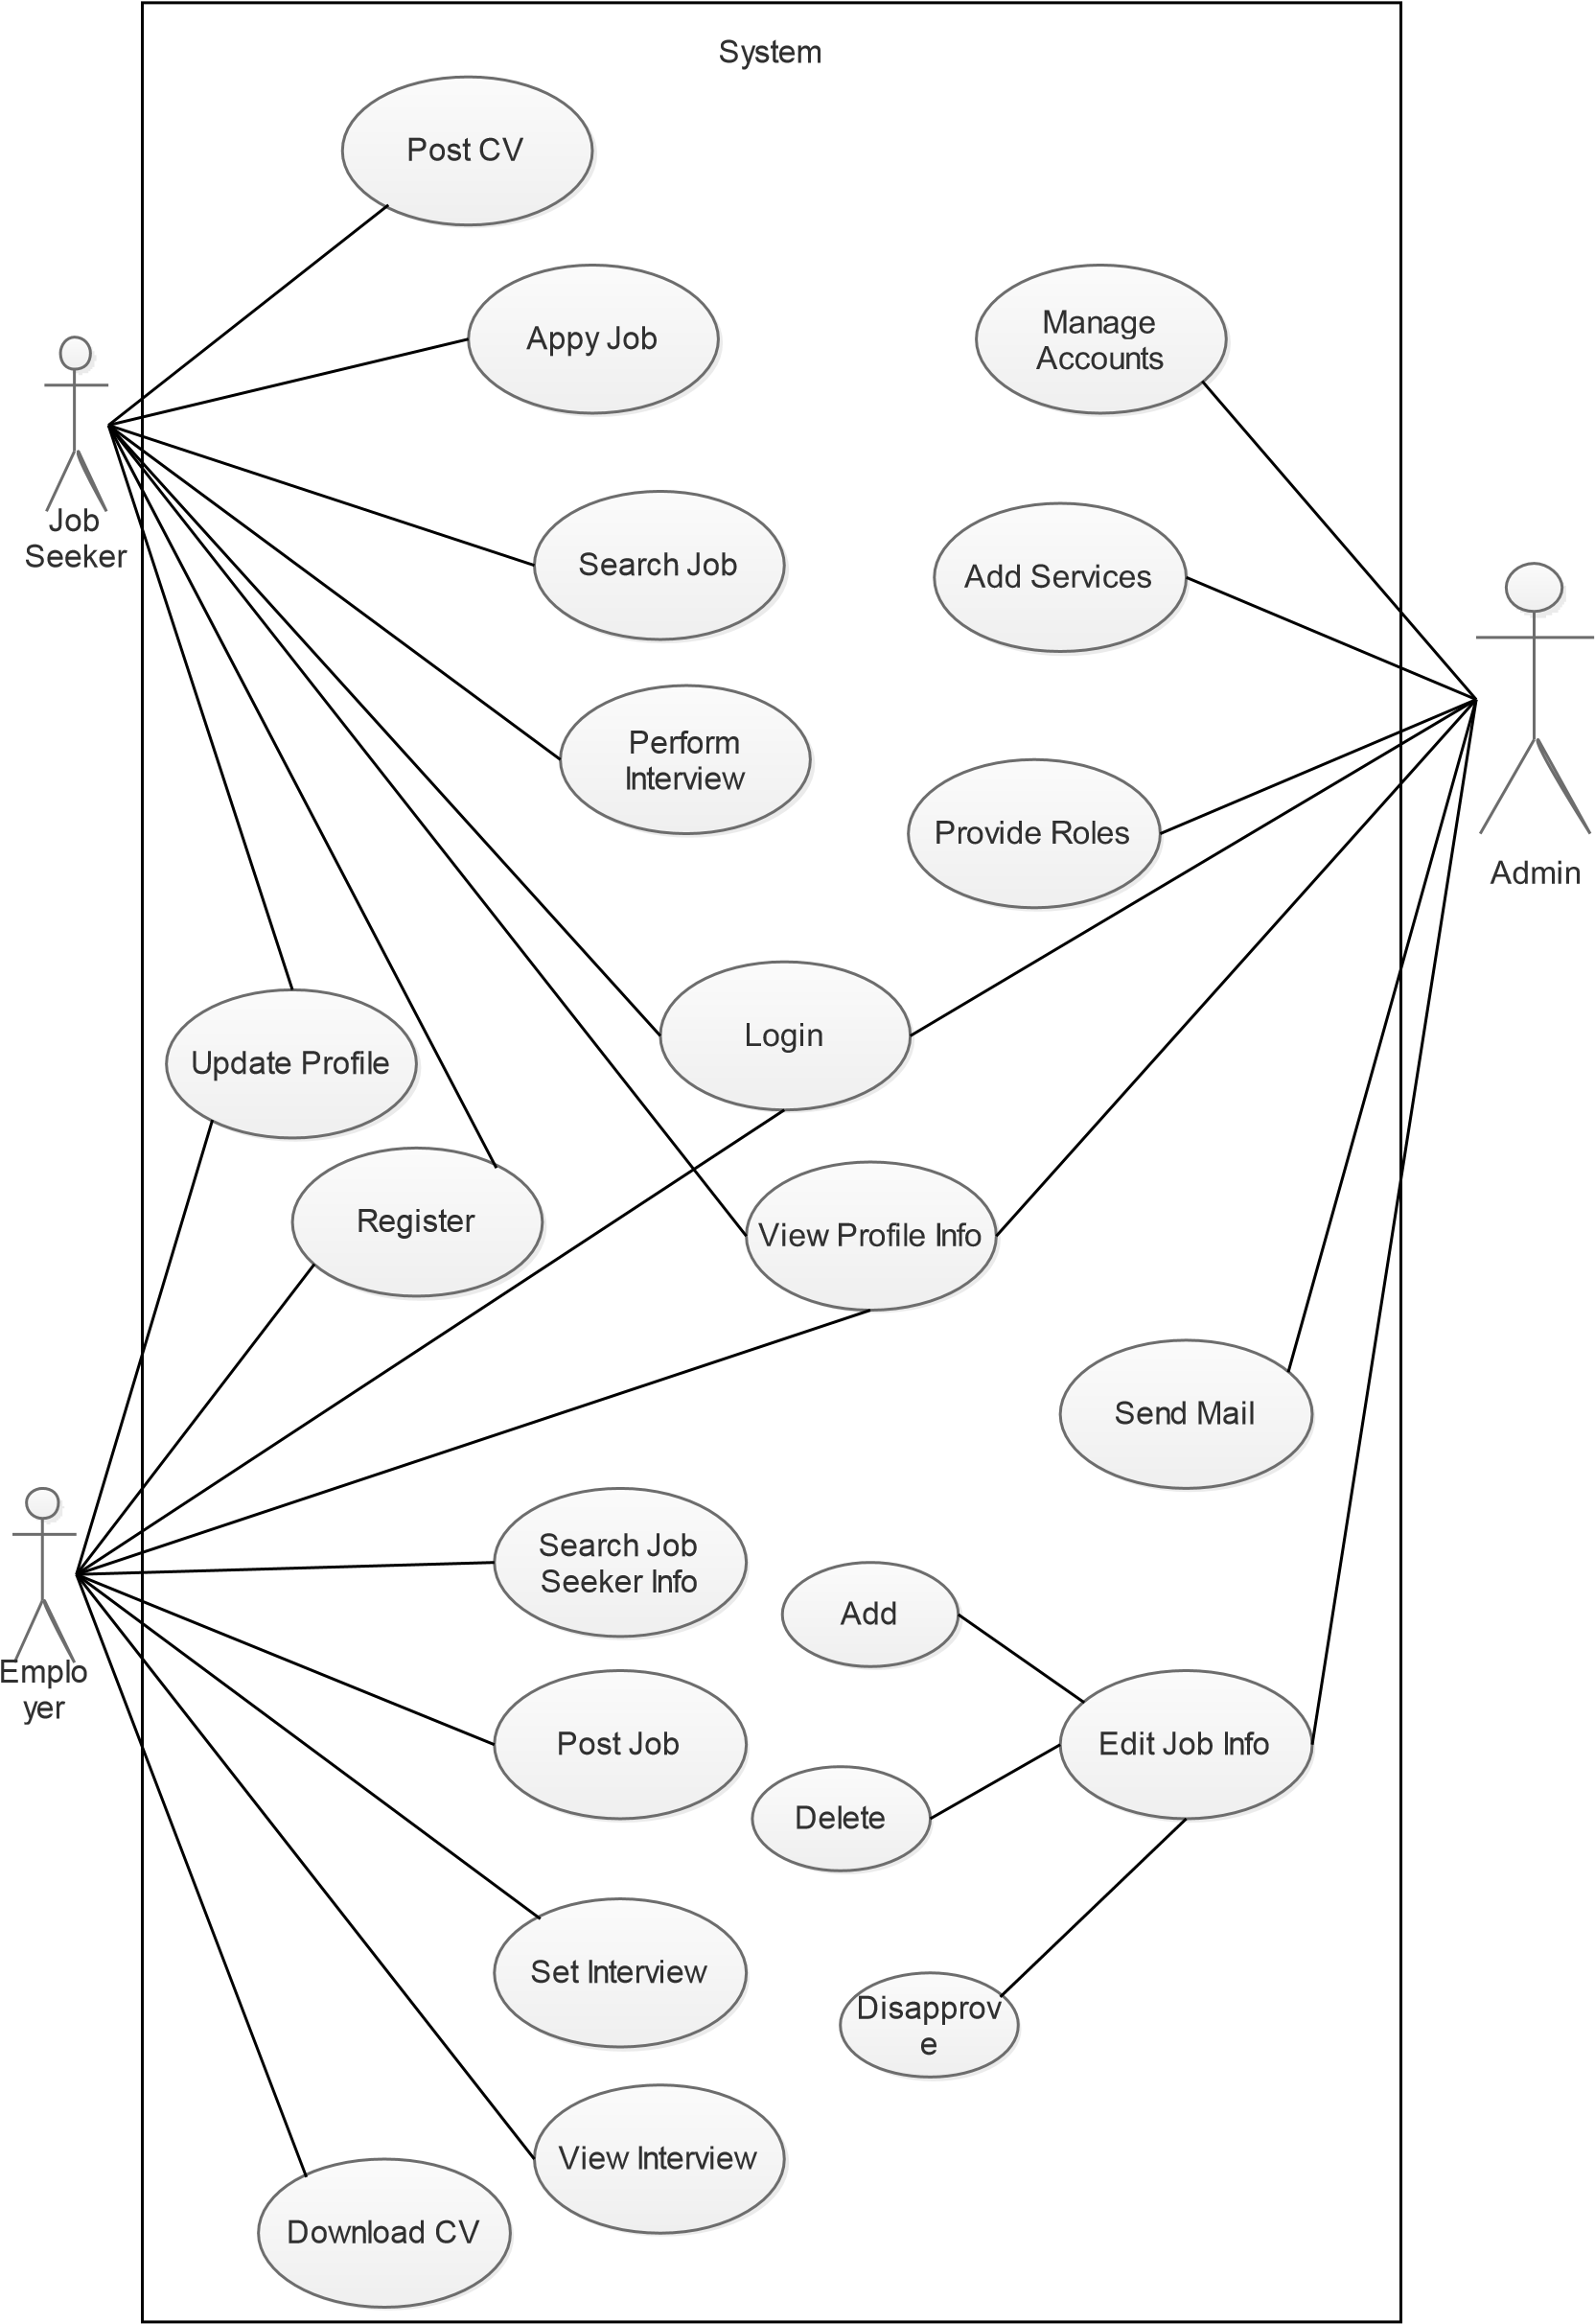 System
Post CV
Appy Job
Manage
Accounts
Job
Seeker
Search Job
Add Services
Perform
Interview
Provide Roles
Admin
Login
Update Profile
Register
View Profile Info
Send Mail
Search Job
Seeker Info
Add
Emplo
yer
Post Job
Edit Job Info
Delete
Set Interview
Disapprov
e
View Interview
Download CV